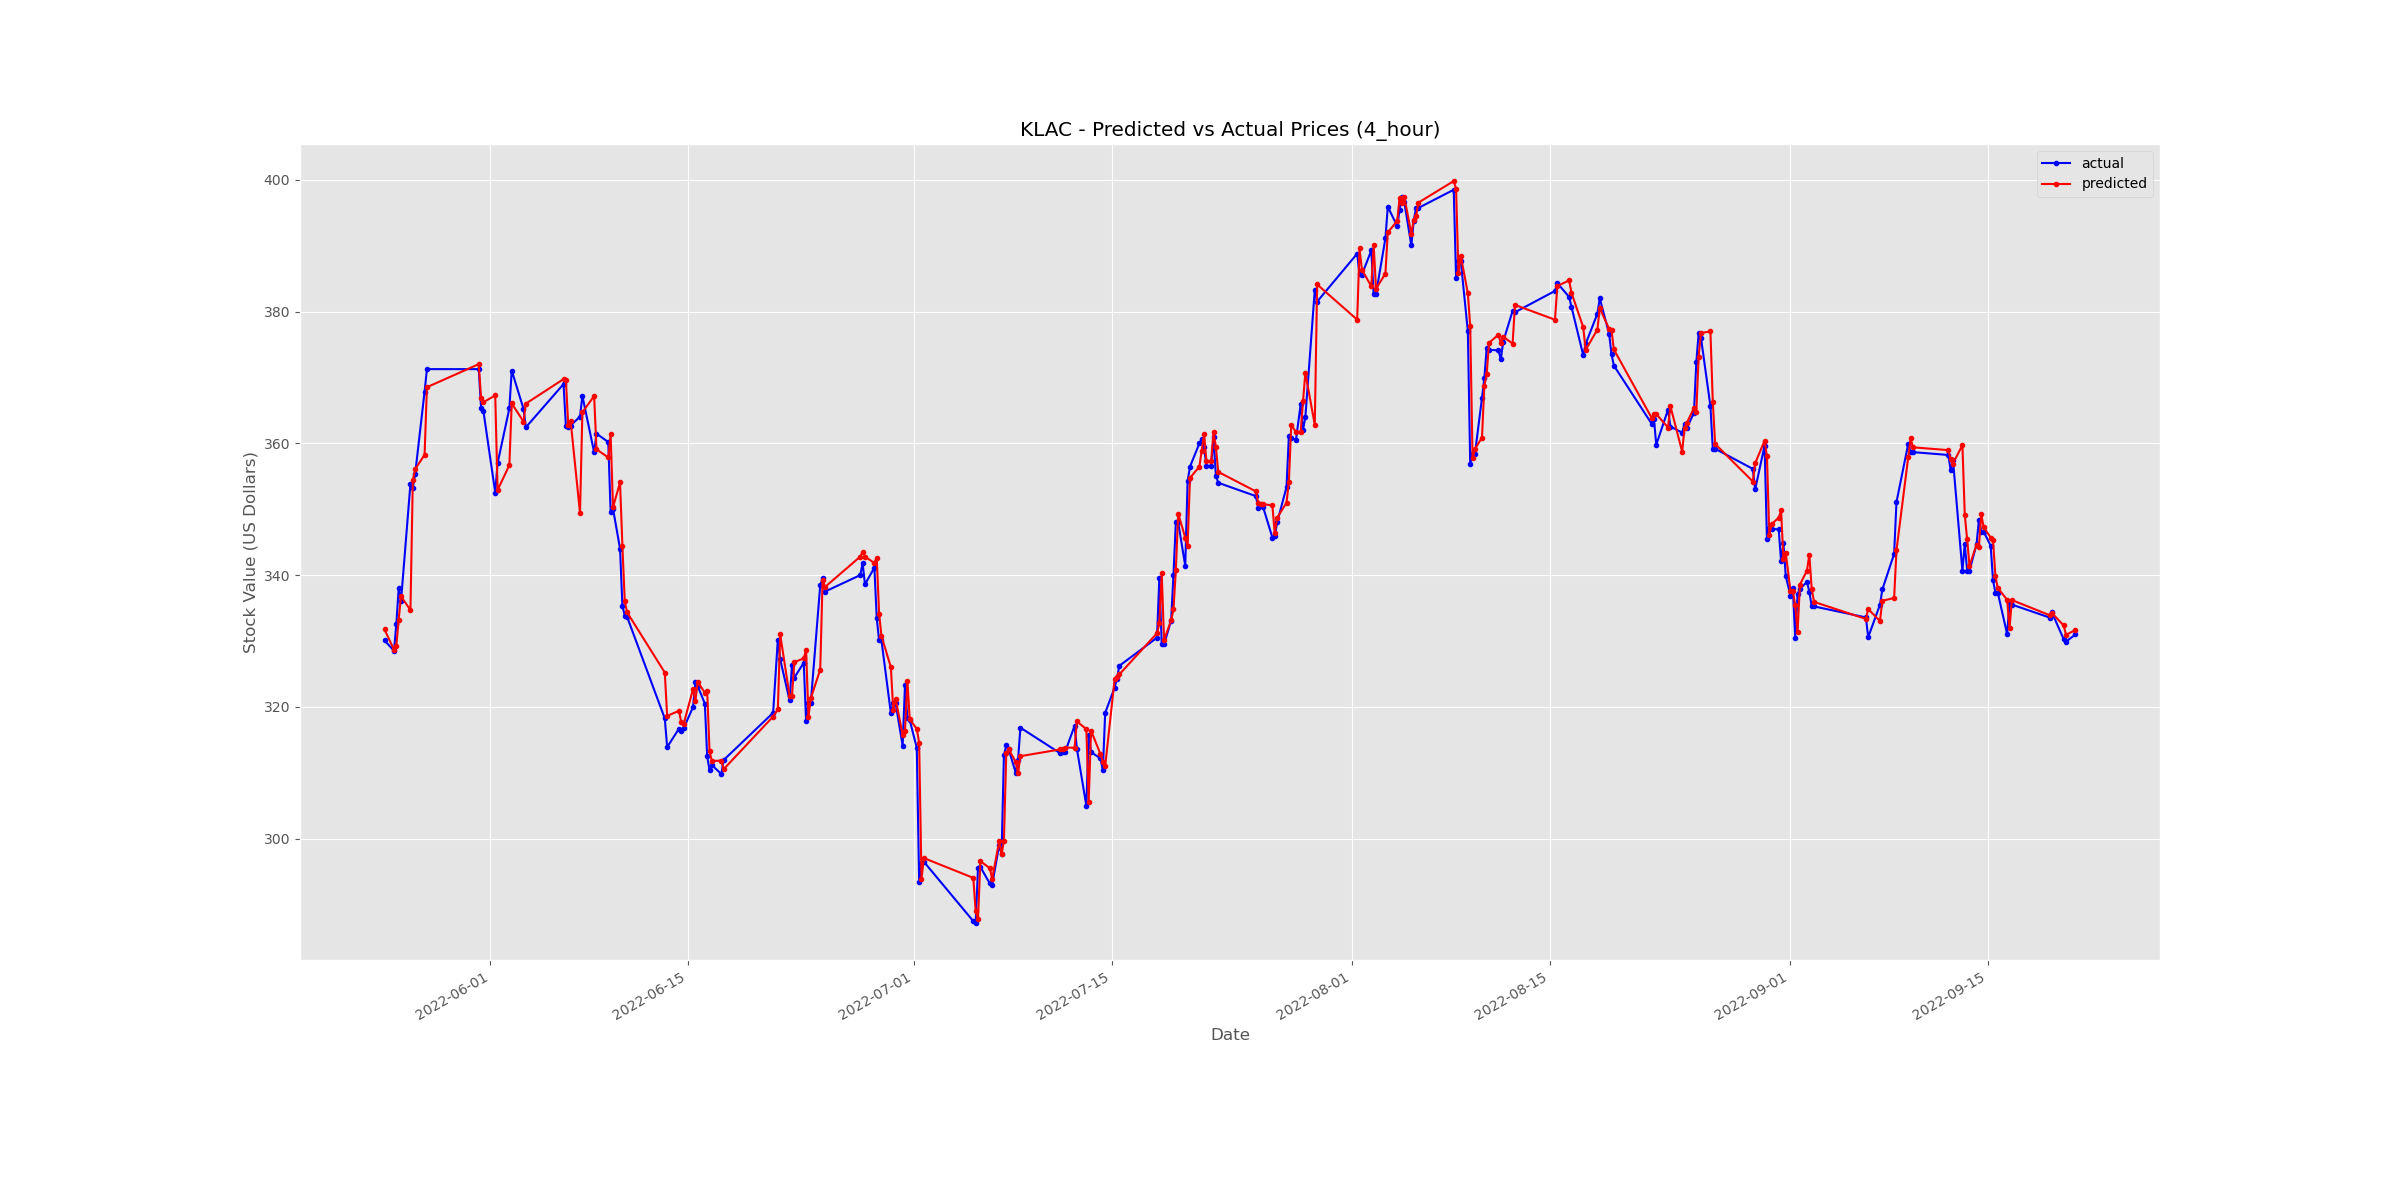 KLAC - Predicted vs Actual Prices (4_hour)
actual
predicted
Stock Value (US Dollars)
400
380
360
340
320
300
2022-06-01
2022-06-15
2022-07-01
2022-07-15
2022-08-01
2022-08-15
2022-09-01
2022-09-15
Date